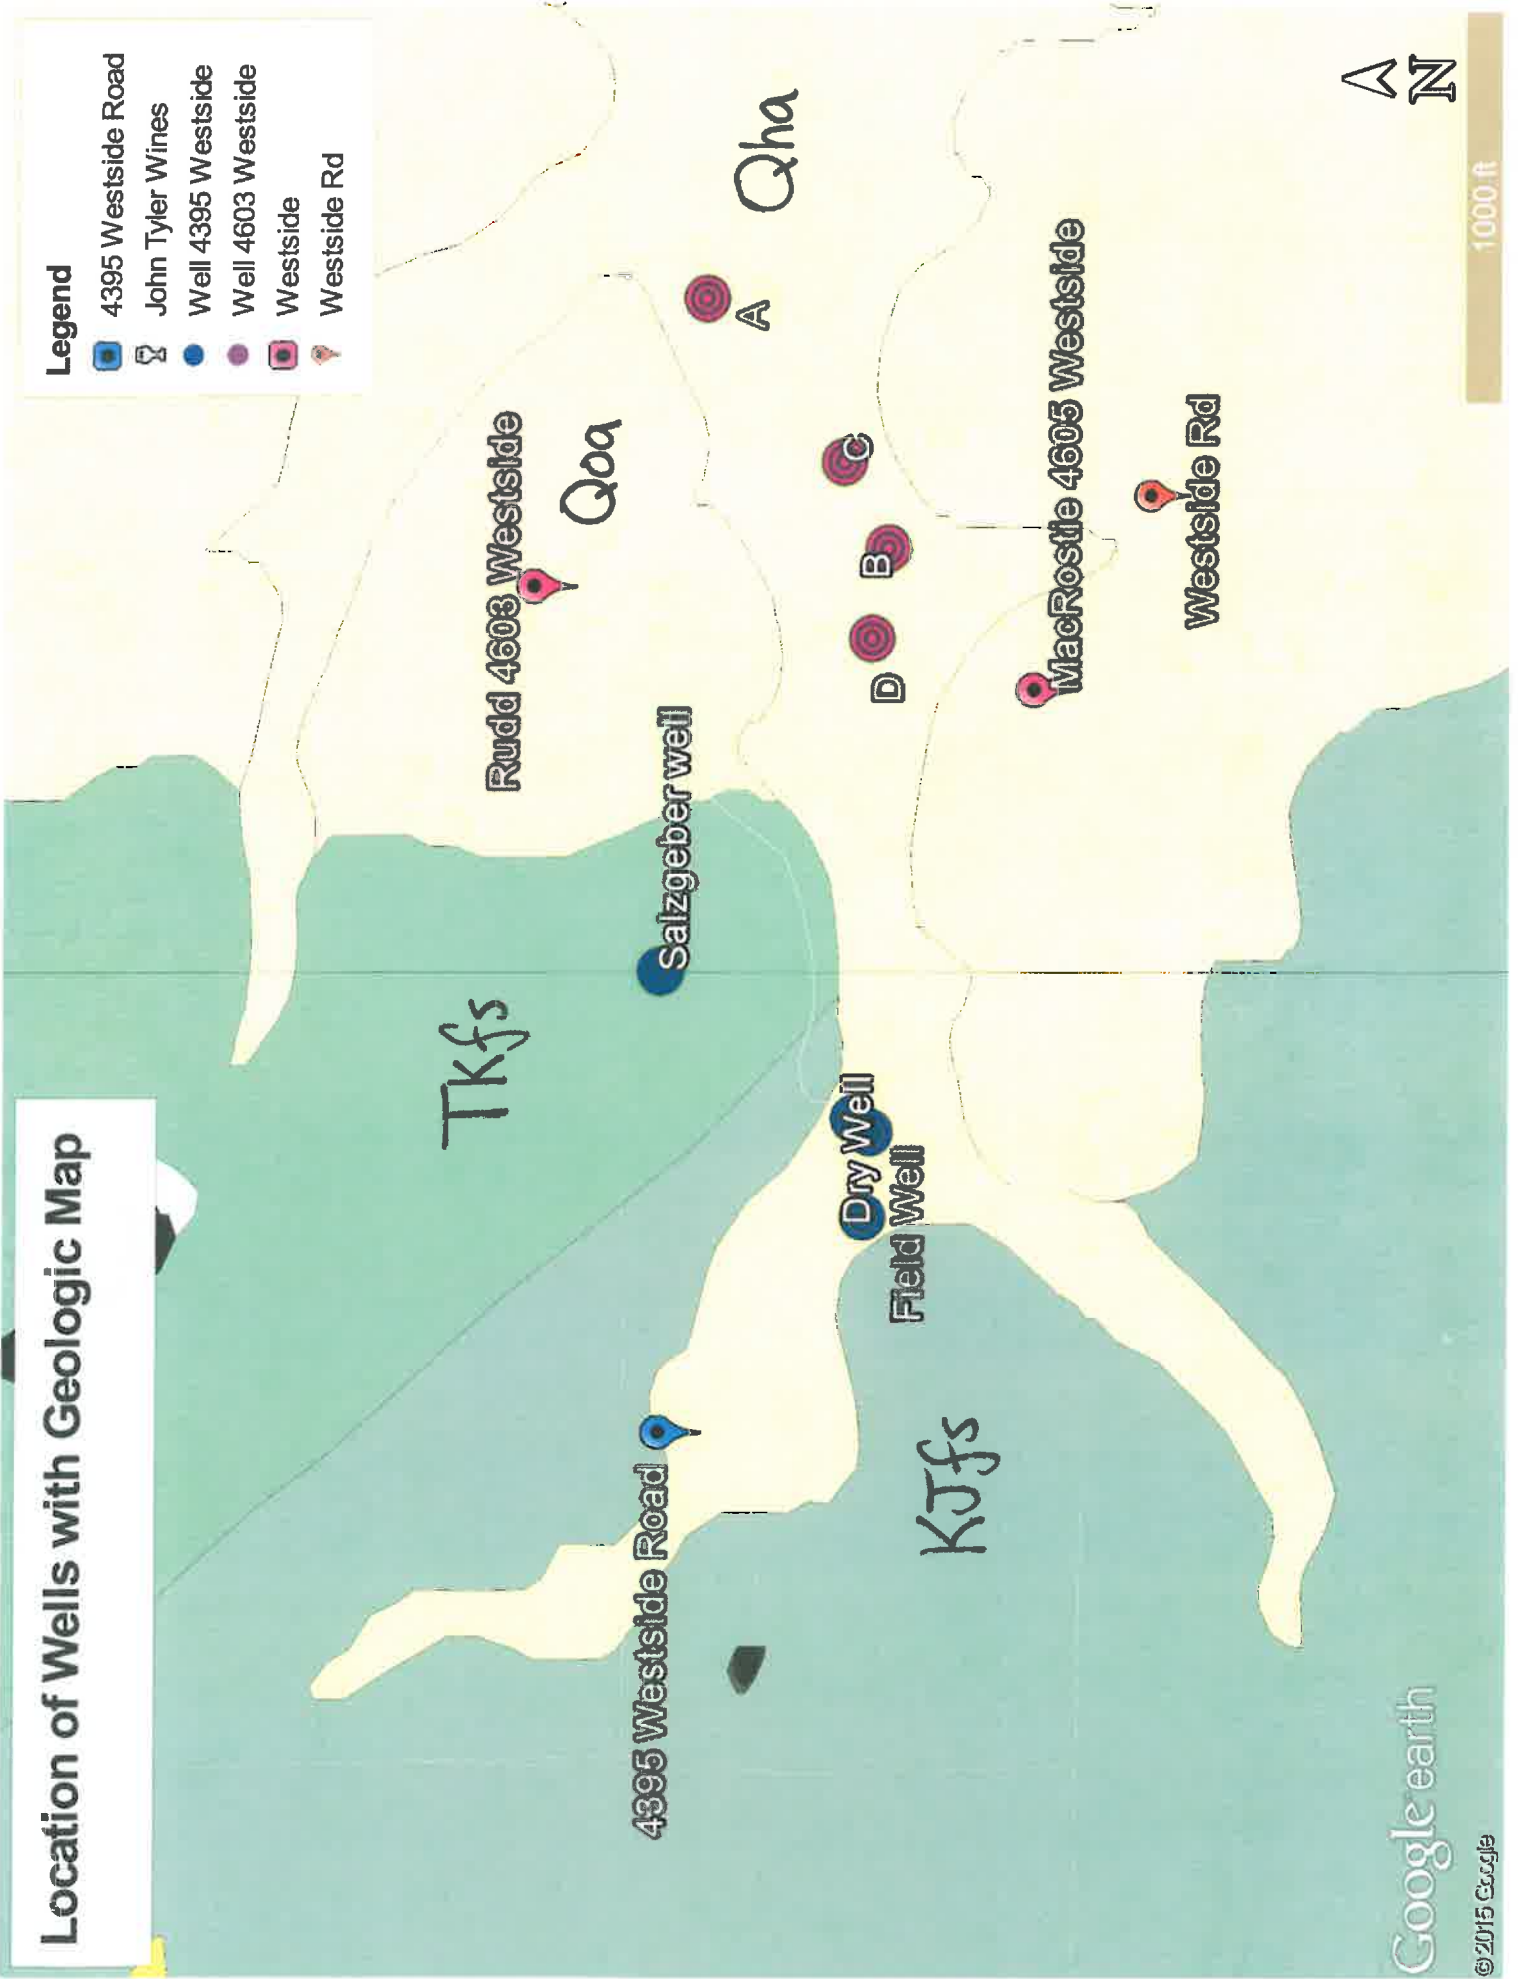 Location of Wells with Geologic Map
Legend
4395 Westside Road
John Tyler Wines
Well 4395 Westside
Well 4603 Westside
Westside
Westside Rd
TKfs
Rudd 4603 Westside
Qoa
Salzgeber well
4395 Westside Road
Qha
A
C
B
D
Dry Well
Field Well
KJfs
MacRostie 4605 Westside
Westside Rd
N
Google earth
©2015 Google
1000 ft